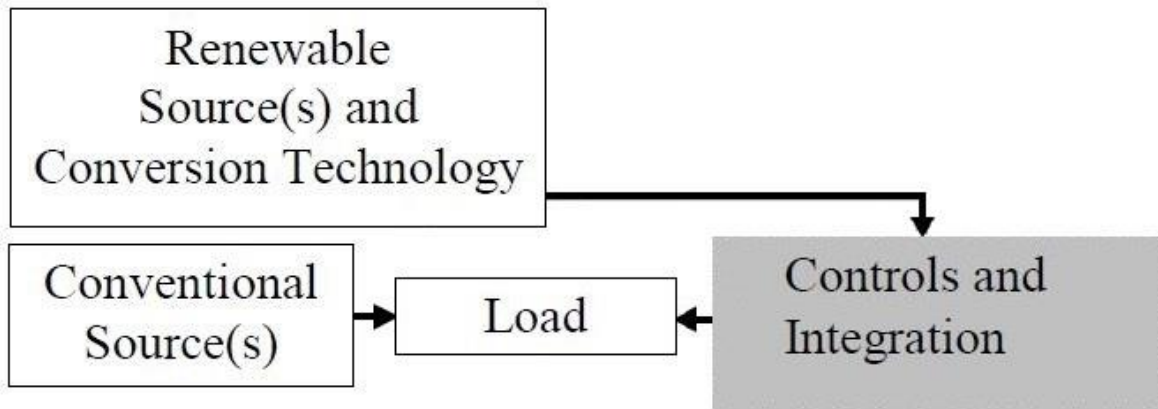 Renewable
Source(s) and
Conversion Technology
Conventional
Source(s)
Load
Controls and
Integration